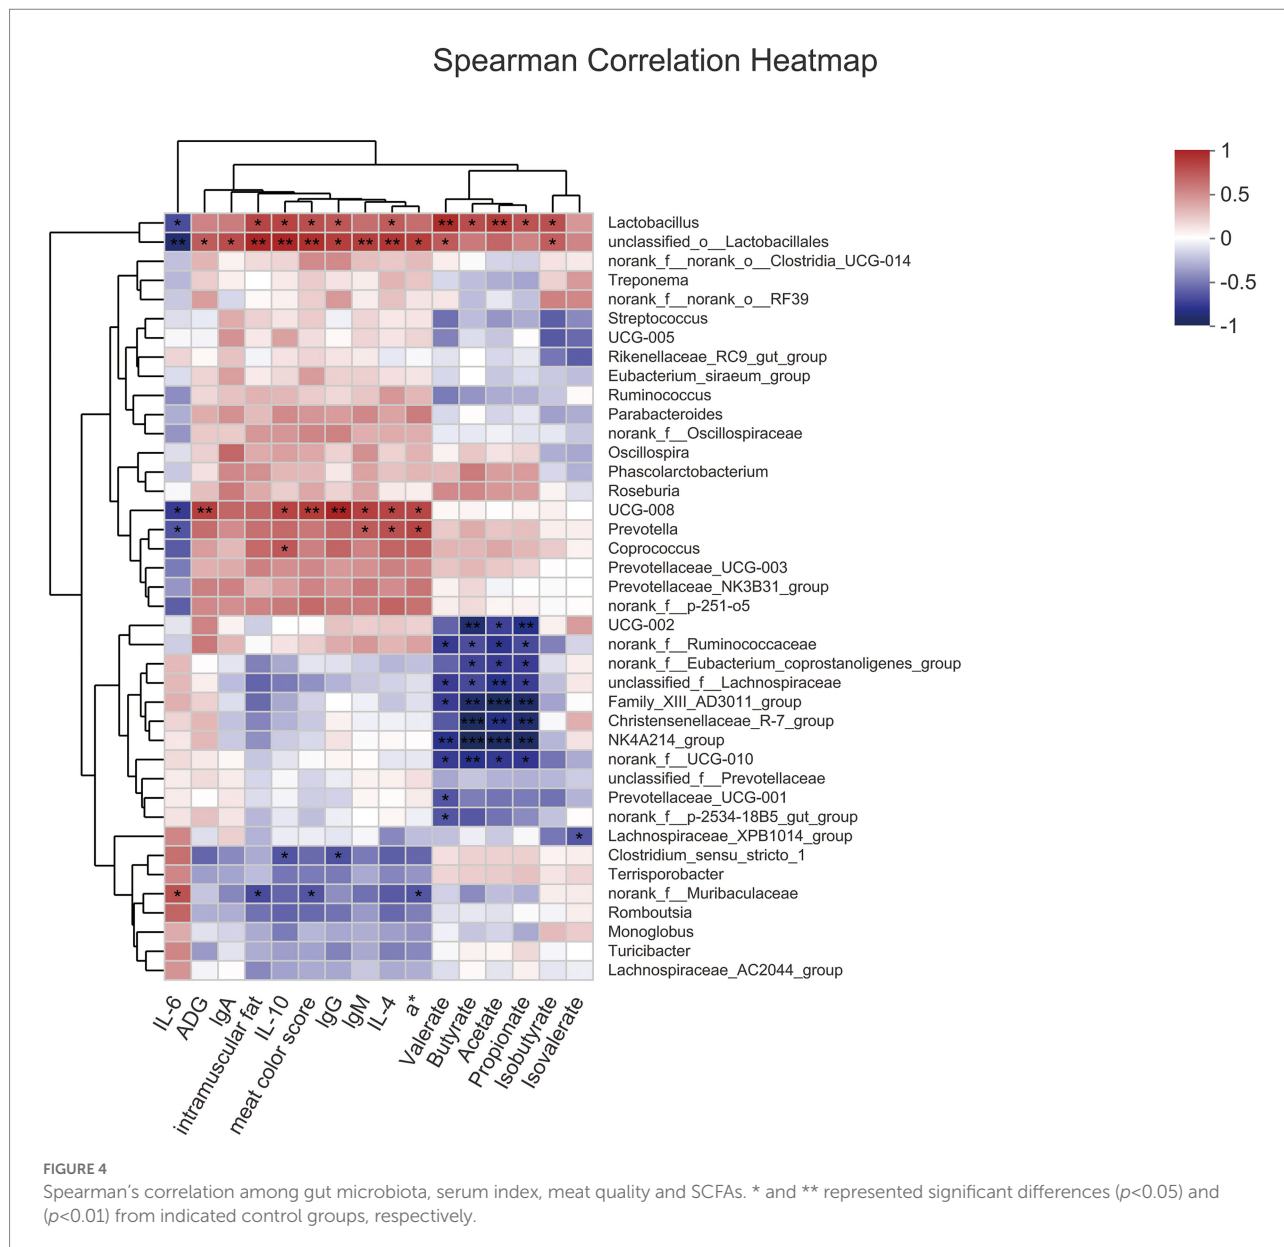 Spearman Correlation Heatmap
1
0.5
0
-0.5
-1
* * * * * * ** * ** * * Lactobacillus
** * * ** ** ** * ** ** * * * unclassified_o__Lactobacillales
norank_f__norank_o__Clostridia_UCG-014
Treponema
norank_f__norank_o__RF39
Streptococcus
UCG-005
Rikenellaceae_RC9_gut_group
Eubacterium_siraeum_group
Ruminococcus
Parabacteroides
norank_f__Oscillospiraceae
Oscillospira
Phascolarctobacterium
Roseburia
* ** * ** ** * * * UCG-008
* * * * Prevotella
* Coprococcus
Prevotellaceae_UCG-003
Prevotellaceae_NK3B31_group
norank_f__p-251-o5
** * ** UCG-002
* * * * norank_f__Ruminococcaceae
* * * norank_f__Eubacterium_coprostanoligenes_group
* * ** * unclassified_f__Lachnospiraceae
* ** *** ** Family_XIII_AD3011_group
*** ** ** Christensenellaceae_R-7_group
** *** *** ** NK4A214_group
* ** * * norank_f__UCG-010
unclassified_f__Prevotellaceae
* Prevotellaceae_UCG-001
* norank_f__p-2534-18B5_gut_group
* Lachnospiraceae_XPB1014_group
* * Clostridium_sensu_stricto_1
Terrisporobacter
* * * * norank_f__Muribaculaceae
Romboutsia
Monoglobus
Turicibacter
Lachnospiraceae_AC2044_group
IL-6
ADG
IgA
intramuscular fat
IL-10
meat color score
IgG
IgM
IL-4
a*
Valerate
Butyrate
Acetate
Propionate
Isobutyrate
Isovalerate
FIGURE 4
Spearman's correlation among gut microbiota, serum index, meat quality and SCFAs. * and ** represented significant differences (p<0.05) and
(p<0.01) from indicated control groups, respectively.